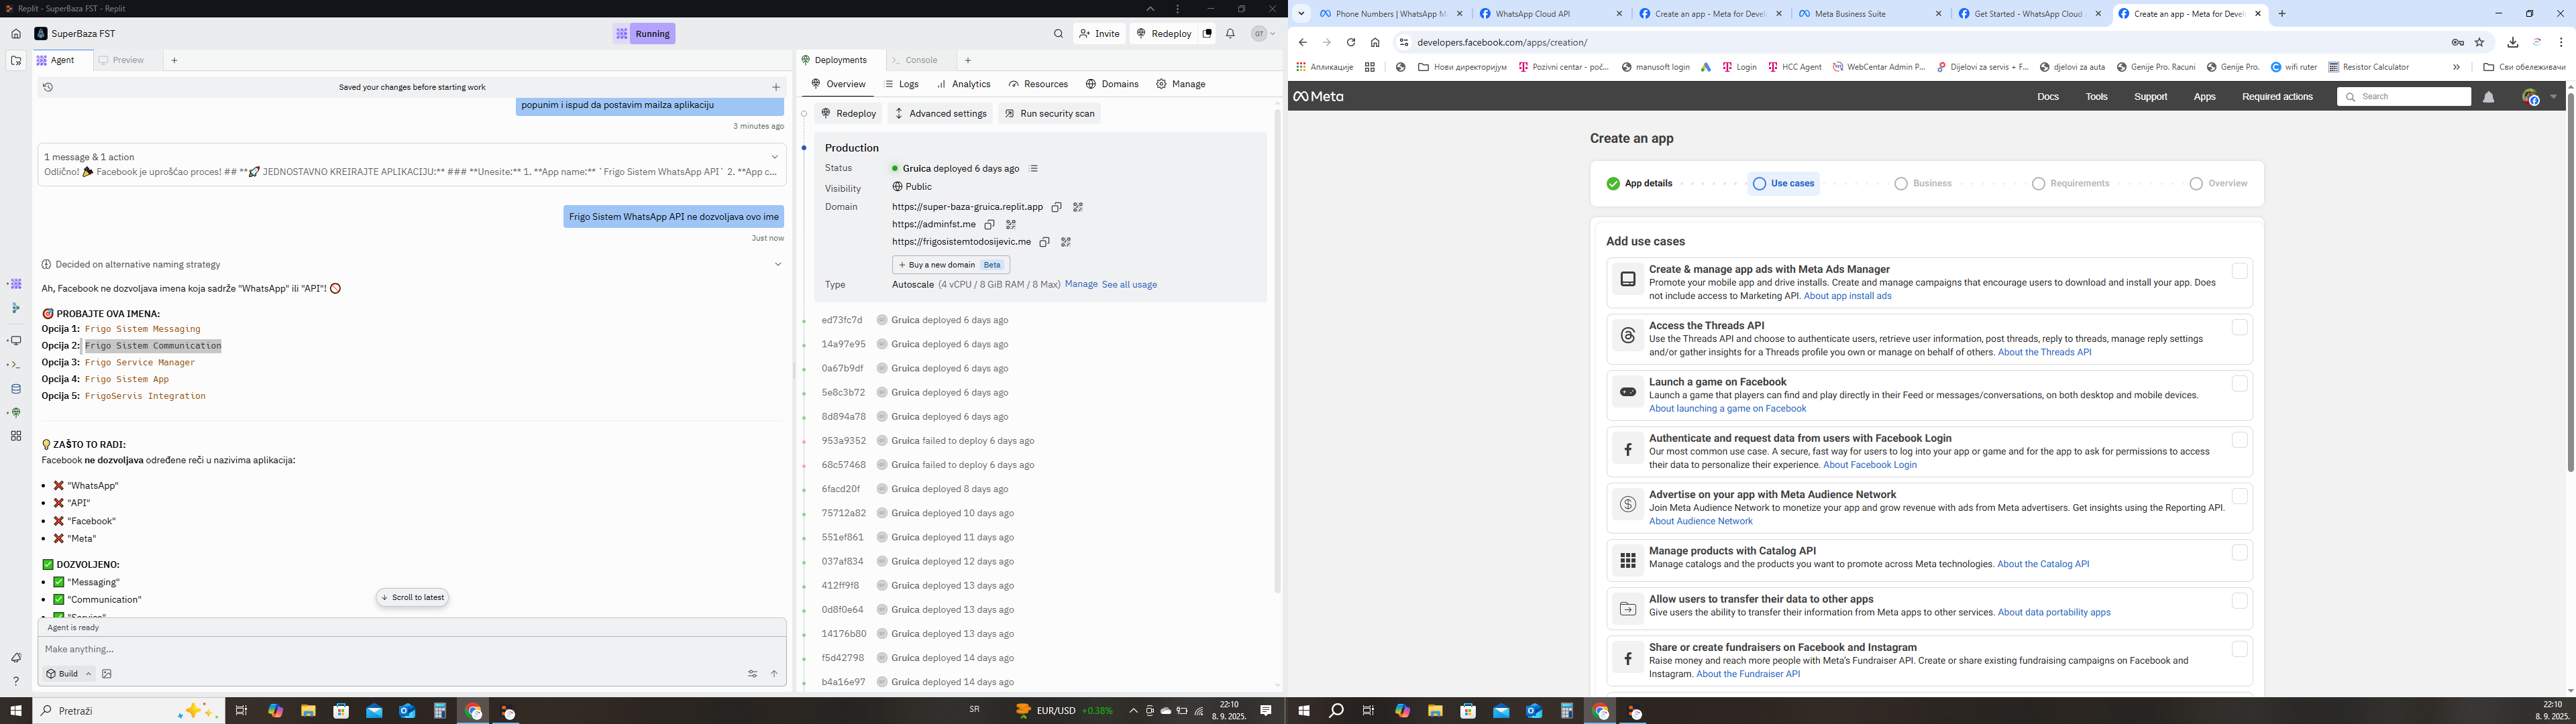 Replit - SuperBaza FST - Replit
SuperBaza FST
Running
Invite
Redeploy
GT
Agent
Preview
Saved your changes before starting work
popunim i ispud da postavim mailza aplikaciju
3 minutes ago
1 message & 1 action
Odlično! 🎉 Facebook je uprošćao proces! ## **🚀 JEDNOSTAVNO KREIRAJTE APLIKACIJU:** ### **Unesite:** 1. **App name:** `Frigo Sistem WhatsApp API` 2. **App c...
Frigo Sistem WhatsApp API ne dozvoljava ovo ime
Just now
Decided on alternative naming strategy
Ah, Facebook ne dozvoljava imena koja sadrže "WhatsApp" ili "API"! 🚫
🎯 PROBAJTE OVA IMENA:
Opcija 1: Frigo Sistem Messaging
Opcija 2: Frigo Sistem Communication
Opcija 3: Frigo Service Manager
Opcija 4: Frigo Sistem App
Opcija 5: FrigoServis Integration
💡 ZAŠTO TO RADI:
Facebook ne dozvoljava određene reči u nazivima aplikacija:
❌ "WhatsApp"
❌ "API"
❌ "Facebook"
❌ "Meta"
✅ DOZVOLJENO:
✅ "Messaging"
✅ "Communication"
✅ "Service"
Scroll to latest
Agent is ready
Make anything...
Build
Deployments
Console
Overview
Logs
Analytics
Resources
Domains
Manage
Redeploy
Advanced settings
Run security scan
Production
Status
Gruica deployed 6 days ago
Visibility
Public
Domain
https://super-baza-gruica.replit.app
https://adminfst.me
https://frigosistemtodosijevic.me
+ Buy a new domain Beta
Type
Autoscale (4 vCPU / 8 GiB RAM / 8 Max) Manage See all usage
ed73fc7d Gruica deployed 6 days ago
14a97e95 Gruica deployed 6 days ago
0a67b9df Gruica deployed 6 days ago
5e8c3b72 Gruica deployed 6 days ago
8d894a78 Gruica deployed 6 days ago
953a9352 Gruica failed to deploy 6 days ago
68c57468 Gruica failed to deploy 6 days ago
6facd20f Gruica deployed 8 days ago
75712a82 Gruica deployed 10 days ago
551ef861 Gruica deployed 11 days ago
037af834 Gruica deployed 12 days ago
412ff9f8 Gruica deployed 13 days ago
0d8f0e64 Gruica deployed 13 days ago
14176b80 Gruica deployed 13 days ago
f5d42798 Gruica deployed 14 days ago
b4a16e97 Gruica deployed 14 days ago
Pretraži
SR
EUR/USD +0.38%
22:10
8. 9. 2025.
Phone Numbers | WhatsApp M
WhatsApp Cloud API
Create an app - Meta for Devel
Meta Business Suite
Get Started - WhatsApp Cloud
Create an app - Meta for Devel
developers.facebook.com/apps/creation/
Апликације
Нови директоријум
Pozivni centar - poč...
manusoft login
Login
HCC Agent
WebCentar Admin P...
Dijelovi za servis + F...
djelovi za auta
Genije Pro. Racuni
Genije Pro.
wifi ruter
Resistor Calculator
Сви обележивачи
Meta
Docs
Tools
Support
Apps
Required actions
Search
Create an app
App details
Use cases
Business
Requirements
Overview
Add use cases
Create & manage app ads with Meta Ads Manager
Promote your mobile app and drive installs. Create and manage campaigns that encourage users to download and install your app. Does
not include access to Marketing API. About app install ads
Access the Threads API
Use the Threads API and choose to authenticate users, retrieve user information, post threads, reply to threads, manage reply settings
and/or gather insights for a Threads profile you own or manage on behalf of others. About the Threads API
Launch a game on Facebook
Launch a game that players can find and play directly in their Feed or messages/conversations, on both desktop and mobile devices.
About launching a game on Facebook
Authenticate and request data from users with Facebook Login
Our most common use case. A secure, fast way for users to log into your app or game and for the app to ask for permissions to access
their data to personalize their experience. About Facebook Login
Advertise on your app with Meta Audience Network
Join Meta Audience Network to monetize your app and grow revenue with ads from Meta advertisers. Get insights using the Reporting API.
About Audience Network
Manage products with Catalog API
Manage catalogs and the products you want to promote across Meta technologies. About the Catalog API
Allow users to transfer their data to other apps
Give users the ability to transfer their information from Meta apps to other services. About data portability apps
Share or create fundraisers on Facebook and Instagram
Raise money and reach more people with Meta's Fundraiser API. Create or share existing fundraising campaigns on Facebook and
Instagram. About the Fundraiser API
22:10
8. 9. 2025.